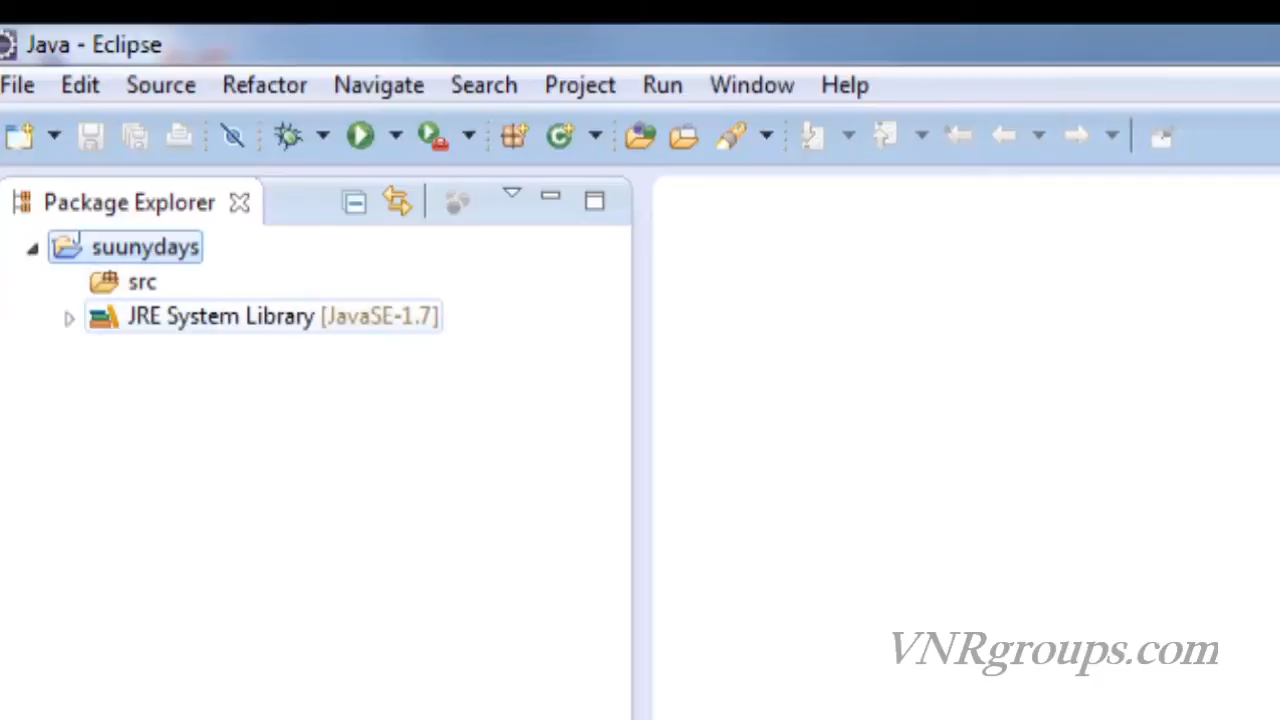 Java - Eclipse
File Edit Source Refactor Navigate Search Project Run Window Help
Package Explorer
suunydays
src
JRE System Library [JavaSE-1.7]
VNRgroups.com